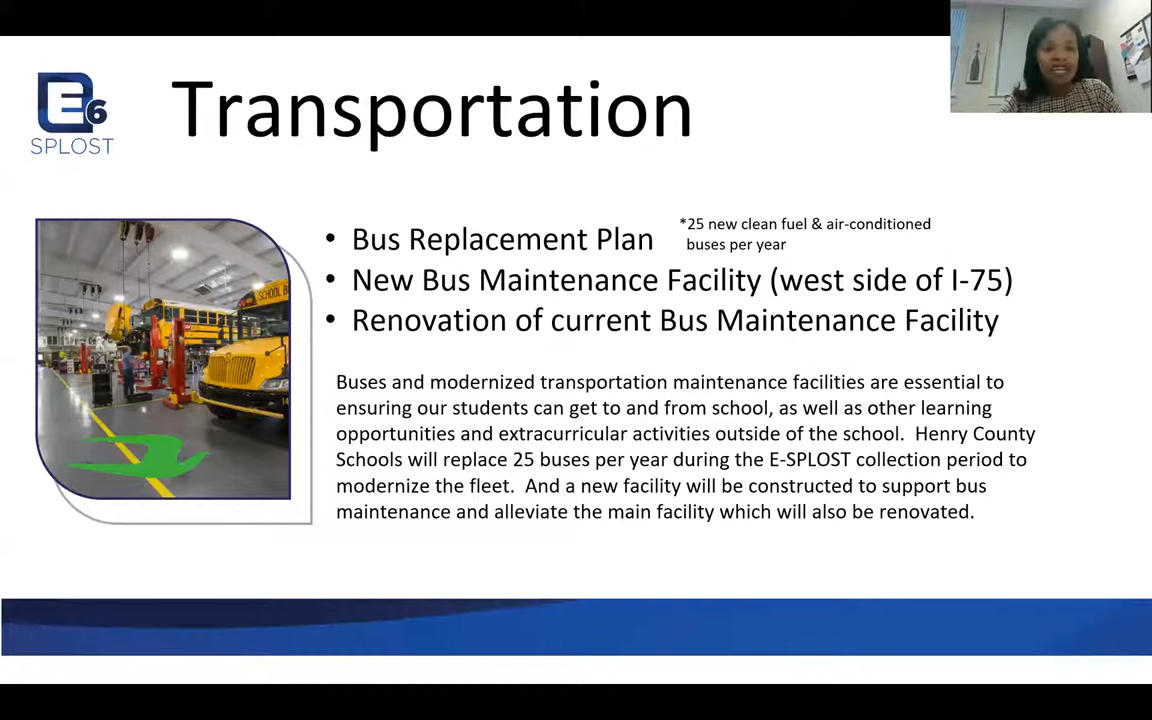 E6
SPLOST
Transportation
• Bus Replacement Plan
*25 new clean fuel & air-conditioned
buses per year
• New Bus Maintenance Facility (west side of I-75)
• Renovation of current Bus Maintenance Facility
SCHOOL B
Buses and modernized transportation maintenance facilities are essential to
ensuring our students can get to and from school, as well as other learning
opportunities and extracurricular activities outside of the school. Henry County
Schools will replace 25 buses per year during the E-SPLOST collection period to
modernize the fleet. And a new facility will be constructed to support bus
maintenance and alleviate the main facility which will also be renovated.